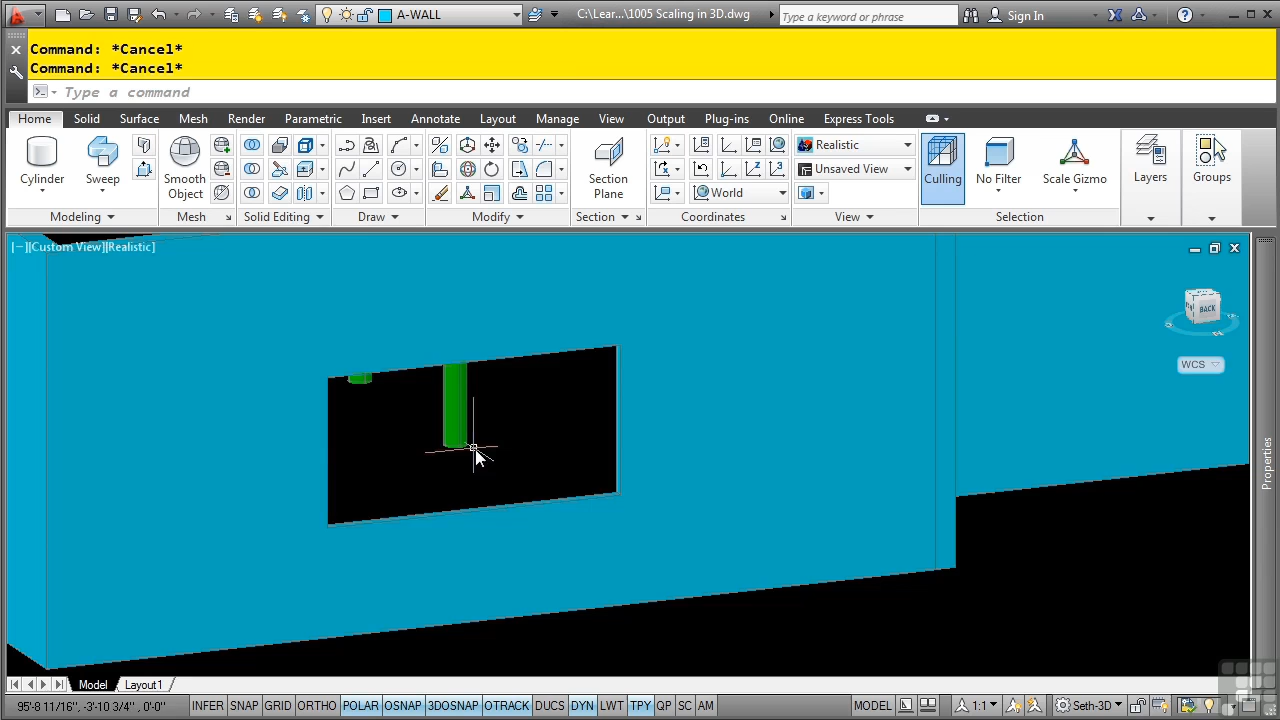 A-WALL
C:\Lear...\1005 Scaling in 3D.dwg
Type a keyword or phrase
Sign In
Command: *Cancel*
Command: *Cancel*
Type a command
Home Solid Surface Mesh Render Parametric Insert Annotate Layout Manage View Output Plug-ins Online Express Tools
Cylinder
Sweep
Smooth
Object
Section
Plane
World
Realistic
Unsaved View
Culling
No Filter
Scale Gizmo
Layers
Groups
Modeling Mesh Solid Editing Draw Modify Section Coordinates View Selection
[−][Custom View][Realistic]
BACK
WCS
Properties
Model Layout1
95'-8 11/16", -3'-10 3/4", 0'-0" INFER SNAP GRID ORTHO POLAR OSNAP 3DOSNAP OTRACK DYN LWT TPY QP SC AM MODEL 1:1 Seth-3D